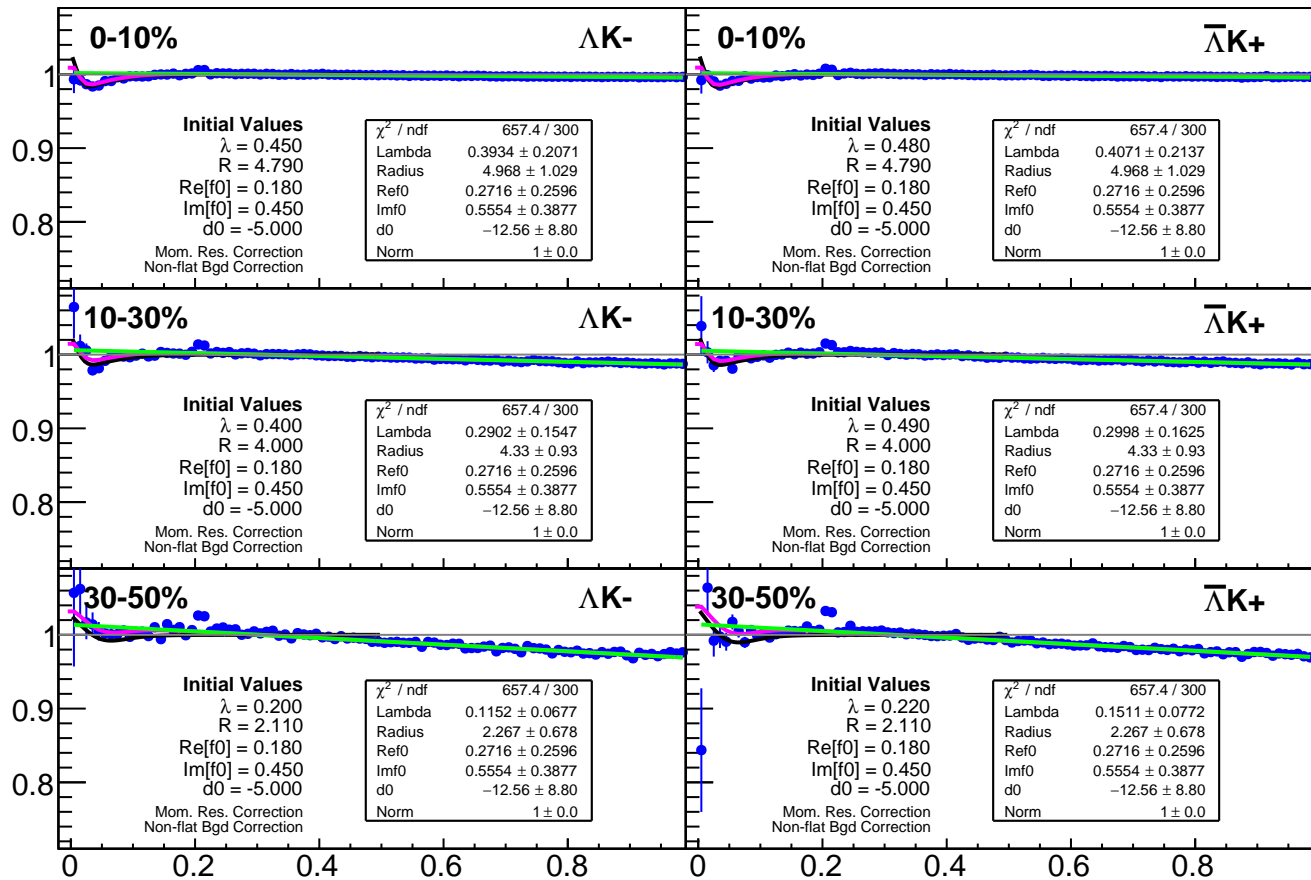 0-10%
ΛK-
1
0.9
0.8
Initial Values
λ = 0.450
R = 4.790
Re[f0] = 0.180
Im[f0] = 0.450
d0 = -5.000
Mom. Res. Correction
Non-flat Bgd Correction
χ² / ndf 657.4 / 300
Lambda 0.3934 ± 0.2071
Radius 4.968 ± 1.029
Ref0 0.2716 ± 0.2596
Imf0 0.5554 ± 0.3877
d0 −12.56 ± 8.80
Norm 1 ± 0.0
0-10%
Λ̅K+
Initial Values
λ = 0.480
R = 4.790
Re[f0] = 0.180
Im[f0] = 0.450
d0 = -5.000
Mom. Res. Correction
Non-flat Bgd Correction
χ² / ndf 657.4 / 300
Lambda 0.4071 ± 0.2137
Radius 4.968 ± 1.029
Ref0 0.2716 ± 0.2596
Imf0 0.5554 ± 0.3877
d0 −12.56 ± 8.80
Norm 1 ± 0.0
10-30%
ΛK-
1
0.9
0.8
Initial Values
λ = 0.400
R = 4.000
Re[f0] = 0.180
Im[f0] = 0.450
d0 = -5.000
Mom. Res. Correction
Non-flat Bgd Correction
χ² / ndf 657.4 / 300
Lambda 0.2902 ± 0.1547
Radius 4.33 ± 0.93
Ref0 0.2716 ± 0.2596
Imf0 0.5554 ± 0.3877
d0 −12.56 ± 8.80
Norm 1 ± 0.0
10-30%
Λ̅K+
Initial Values
λ = 0.490
R = 4.000
Re[f0] = 0.180
Im[f0] = 0.450
d0 = -5.000
Mom. Res. Correction
Non-flat Bgd Correction
χ² / ndf 657.4 / 300
Lambda 0.2998 ± 0.1625
Radius 4.33 ± 0.93
Ref0 0.2716 ± 0.2596
Imf0 0.5554 ± 0.3877
d0 −12.56 ± 8.80
Norm 1 ± 0.0
30-50%
ΛK-
1
0.9
0.8
Initial Values
λ = 0.200
R = 2.110
Re[f0] = 0.180
Im[f0] = 0.450
d0 = -5.000
Mom. Res. Correction
Non-flat Bgd Correction
χ² / ndf 657.4 / 300
Lambda 0.1152 ± 0.0677
Radius 2.267 ± 0.678
Ref0 0.2716 ± 0.2596
Imf0 0.5554 ± 0.3877
d0 −12.56 ± 8.80
Norm 1 ± 0.0
30-50%
Λ̅K+
Initial Values
λ = 0.220
R = 2.110
Re[f0] = 0.180
Im[f0] = 0.450
d0 = -5.000
Mom. Res. Correction
Non-flat Bgd Correction
χ² / ndf 657.4 / 300
Lambda 0.1511 ± 0.0772
Radius 2.267 ± 0.678
Ref0 0.2716 ± 0.2596
Imf0 0.5554 ± 0.3877
d0 −12.56 ± 8.80
Norm 1 ± 0.0
0 0.2 0.4 0.6 0.8 0 0.2 0.4 0.6 0.8